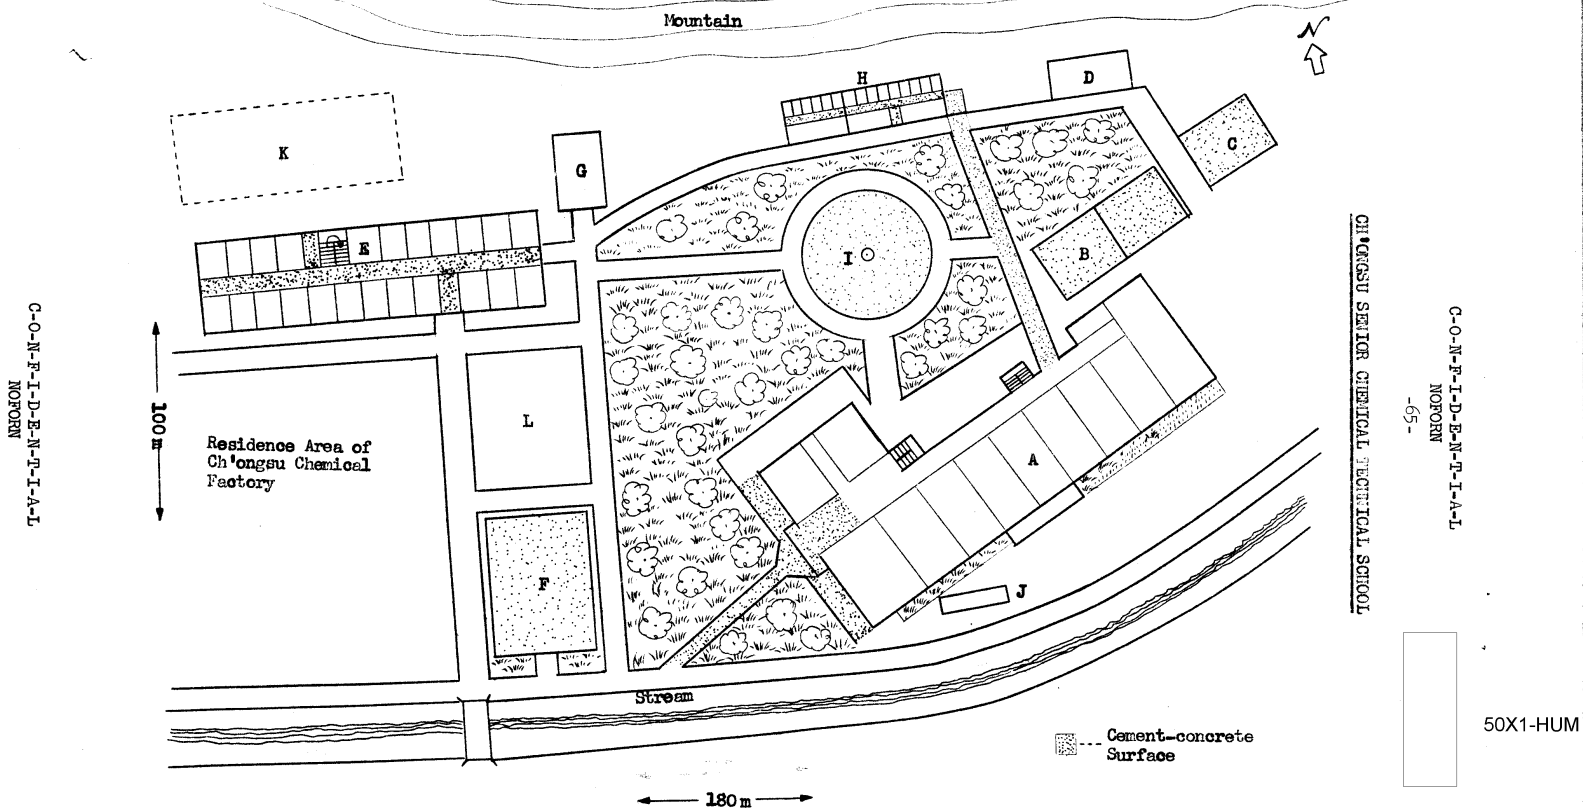 Mountain
N
H
D
C
K
G
E
I
B
L
A
100 m
Residence Area of
Ch'ongsu Chemical
Factory
F
J
Stream
Cement-concrete
Surface
180 m
C-O-N-F-I-D-E-N-T-I-A-L
NOFORN
CH'ONGSU SENIOR CHEMICAL TECHNICAL SCHOOL
-65-
C-O-N-F-I-D-E-N-T-I-A-L
NOFORN
50X1-HUM